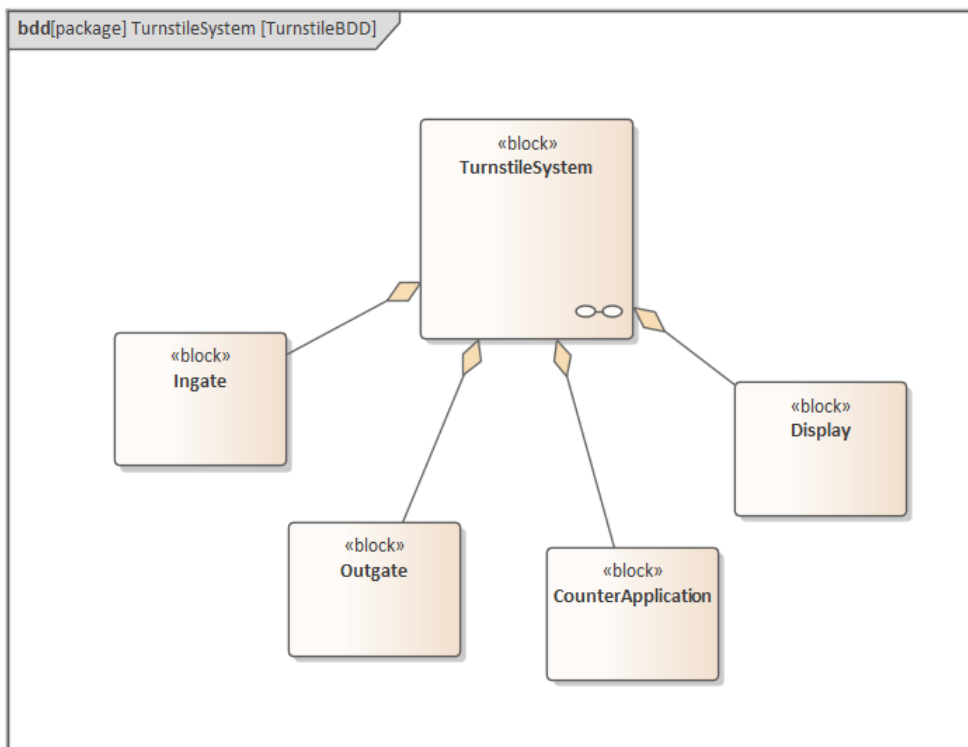 bdd[package] TurnstileSystem [TurnstileBDD]
«block»
TurnstileSystem
«block»
Ingate
«block»
Display
«block»
Outgate
«block»
CounterApplication